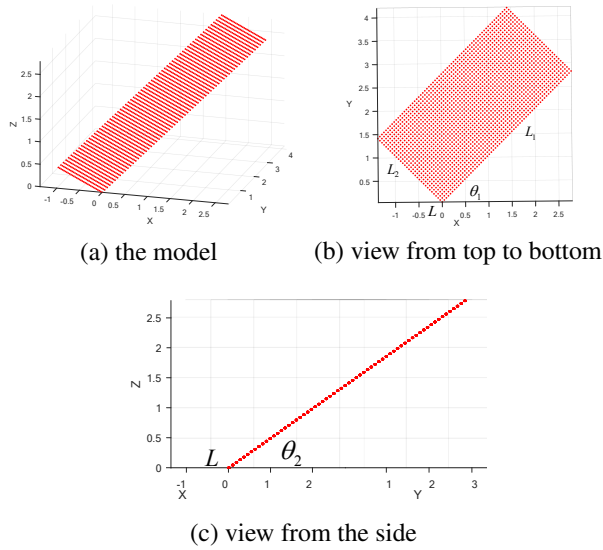 2.5
2
1.5
1
0.5
0
Z
-1 -0.5 0 0.5 1 1.5 2 2.5
X
1 2 3 4
Y
(a) the model
4
3.5
3
2.5
2
1.5
1
0.5
Y
L₁
L₂
θ₁
L
-1 -0.5 0 0.5 1 1.5 2 2.5
X
(b) view from top to bottom
2.5
2
1.5
1
0.5
0
Z
L θ₂
-1 0 1 2 1 2 3
X Y
(c) view from the side